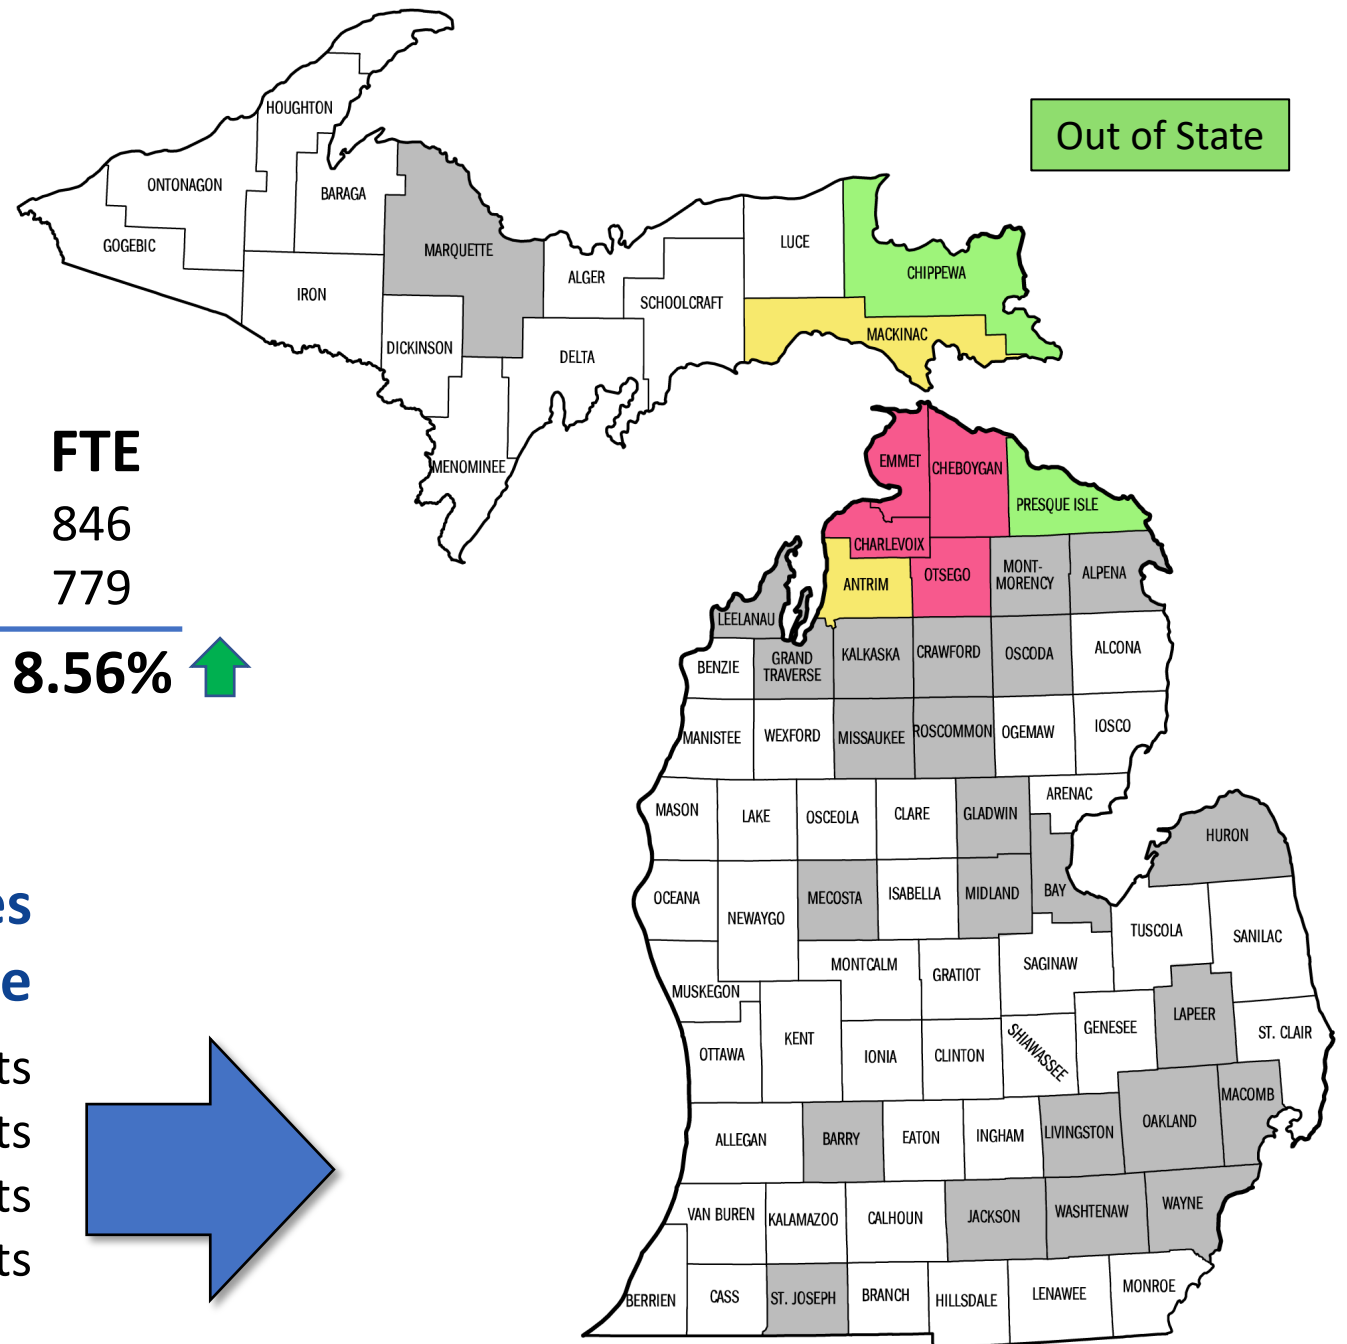 Out of State
HOUGHTON
ONTONAGON
BARAGA
GOGEBIC
MARQUETTE
LUCE
CHIPPEWA
ALGER
IRON
SCHOOLCRAFT
MACKINAC
DICKINSON
DELTA
MENOMINEE
FTE
846
779
8.56%
EMMET
CHEBOYGAN
PRESQUE ISLE
CHARLEVOIX
ANTRIM
OTSEGO
MONT-
MORENCY
ALPENA
LEELANAU
BENZIE
GRAND
TRAVERSE
KALKASKA
CRAWFORD
OSCODA
ALCONA
MANISTEE
WEXFORD
MISSAUKEE
ROSCOMMON
OGEMAW
IOSCO
MASON
LAKE
OSCEOLA
CLARE
GLADWIN
ARENAC
HURON
OCEANA
NEWAYGO
MECOSTA
ISABELLA
MIDLAND
BAY
TUSCOLA
SANILAC
MUSKEGON
MONTCALM
GRATIOT
SAGINAW
OTTAWA
KENT
IONIA
CLINTON
SHIAWASSEE
GENESEE
LAPEER
ST. CLAIR
ALLEGAN
BARRY
EATON
INGHAM
LIVINGSTON
OAKLAND
MACOMB
VAN BUREN
KALAMAZOO
CALHOUN
JACKSON
WASHTENAW
WAYNE
BERRIEN
CASS
ST. JOSEPH
BRANCH
HILLSDALE
LENAWEE
MONROE
es
e
ts
ts
ts
ts